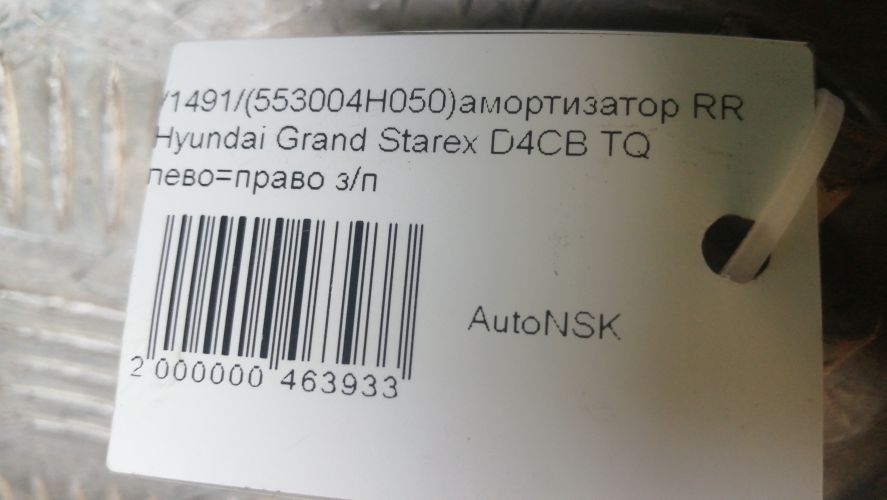 /1491/(553004H050)амортизатор RR
Hyundai Grand Starex D4CB TQ
лево=право з/п
AutoNSK
2 000000 463933